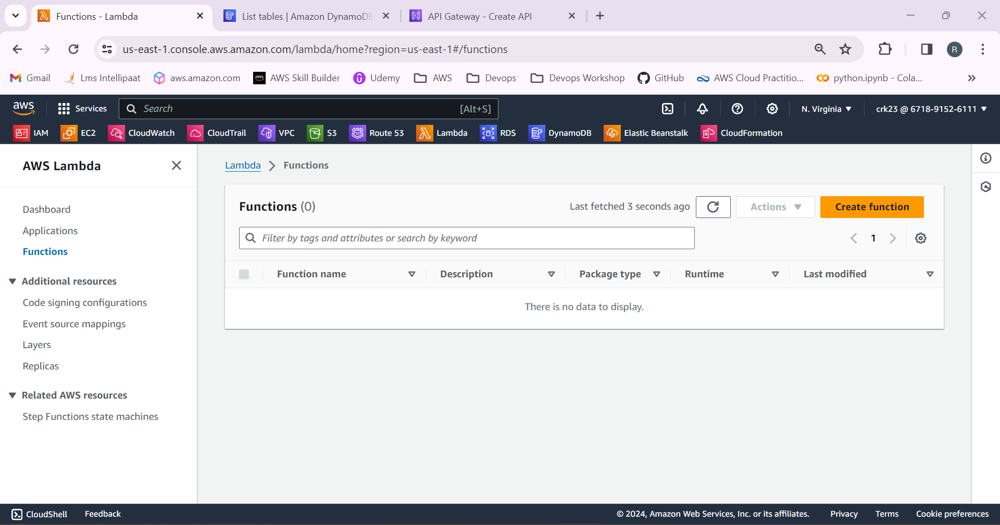 Functions - Lambda
List tables | Amazon DynamoDB
API Gateway - Create API
us-east-1.console.aws.amazon.com/lambda/home?region=us-east-1#/functions
R
Gmail
Lms Intellipaat
aws.amazon.com
aws
AWS Skill Builder
Udemy
AWS
Devops
Devops Workshop
GitHub
AWS Cloud Practitio...
python.ipynb - Cola...
aws
Services
Search
[Alt+S]
N. Virginia
crk23 @ 6718-9152-6111
IAM
EC2
CloudWatch
CloudTrail
VPC
S3
53
Route 53
Lambda
RDS
DynamoDB
Elastic Beanstalk
CloudFormation
AWS Lambda
Dashboard
Applications
Functions
Additional resources
Code signing configurations
Event source mappings
Layers
Replicas
Related AWS resources
Step Functions state machines
Lambda
Functions
Functions (0)
Last fetched 3 seconds ago
Actions
Create function
Filter by tags and attributes or search by keyword
1
Function name
Description
Package type
Runtime
Last modified
There is no data to display.
CloudShell
Feedback
© 2024, Amazon Web Services, Inc. or its affiliates.
Privacy
Terms
Cookie preferences